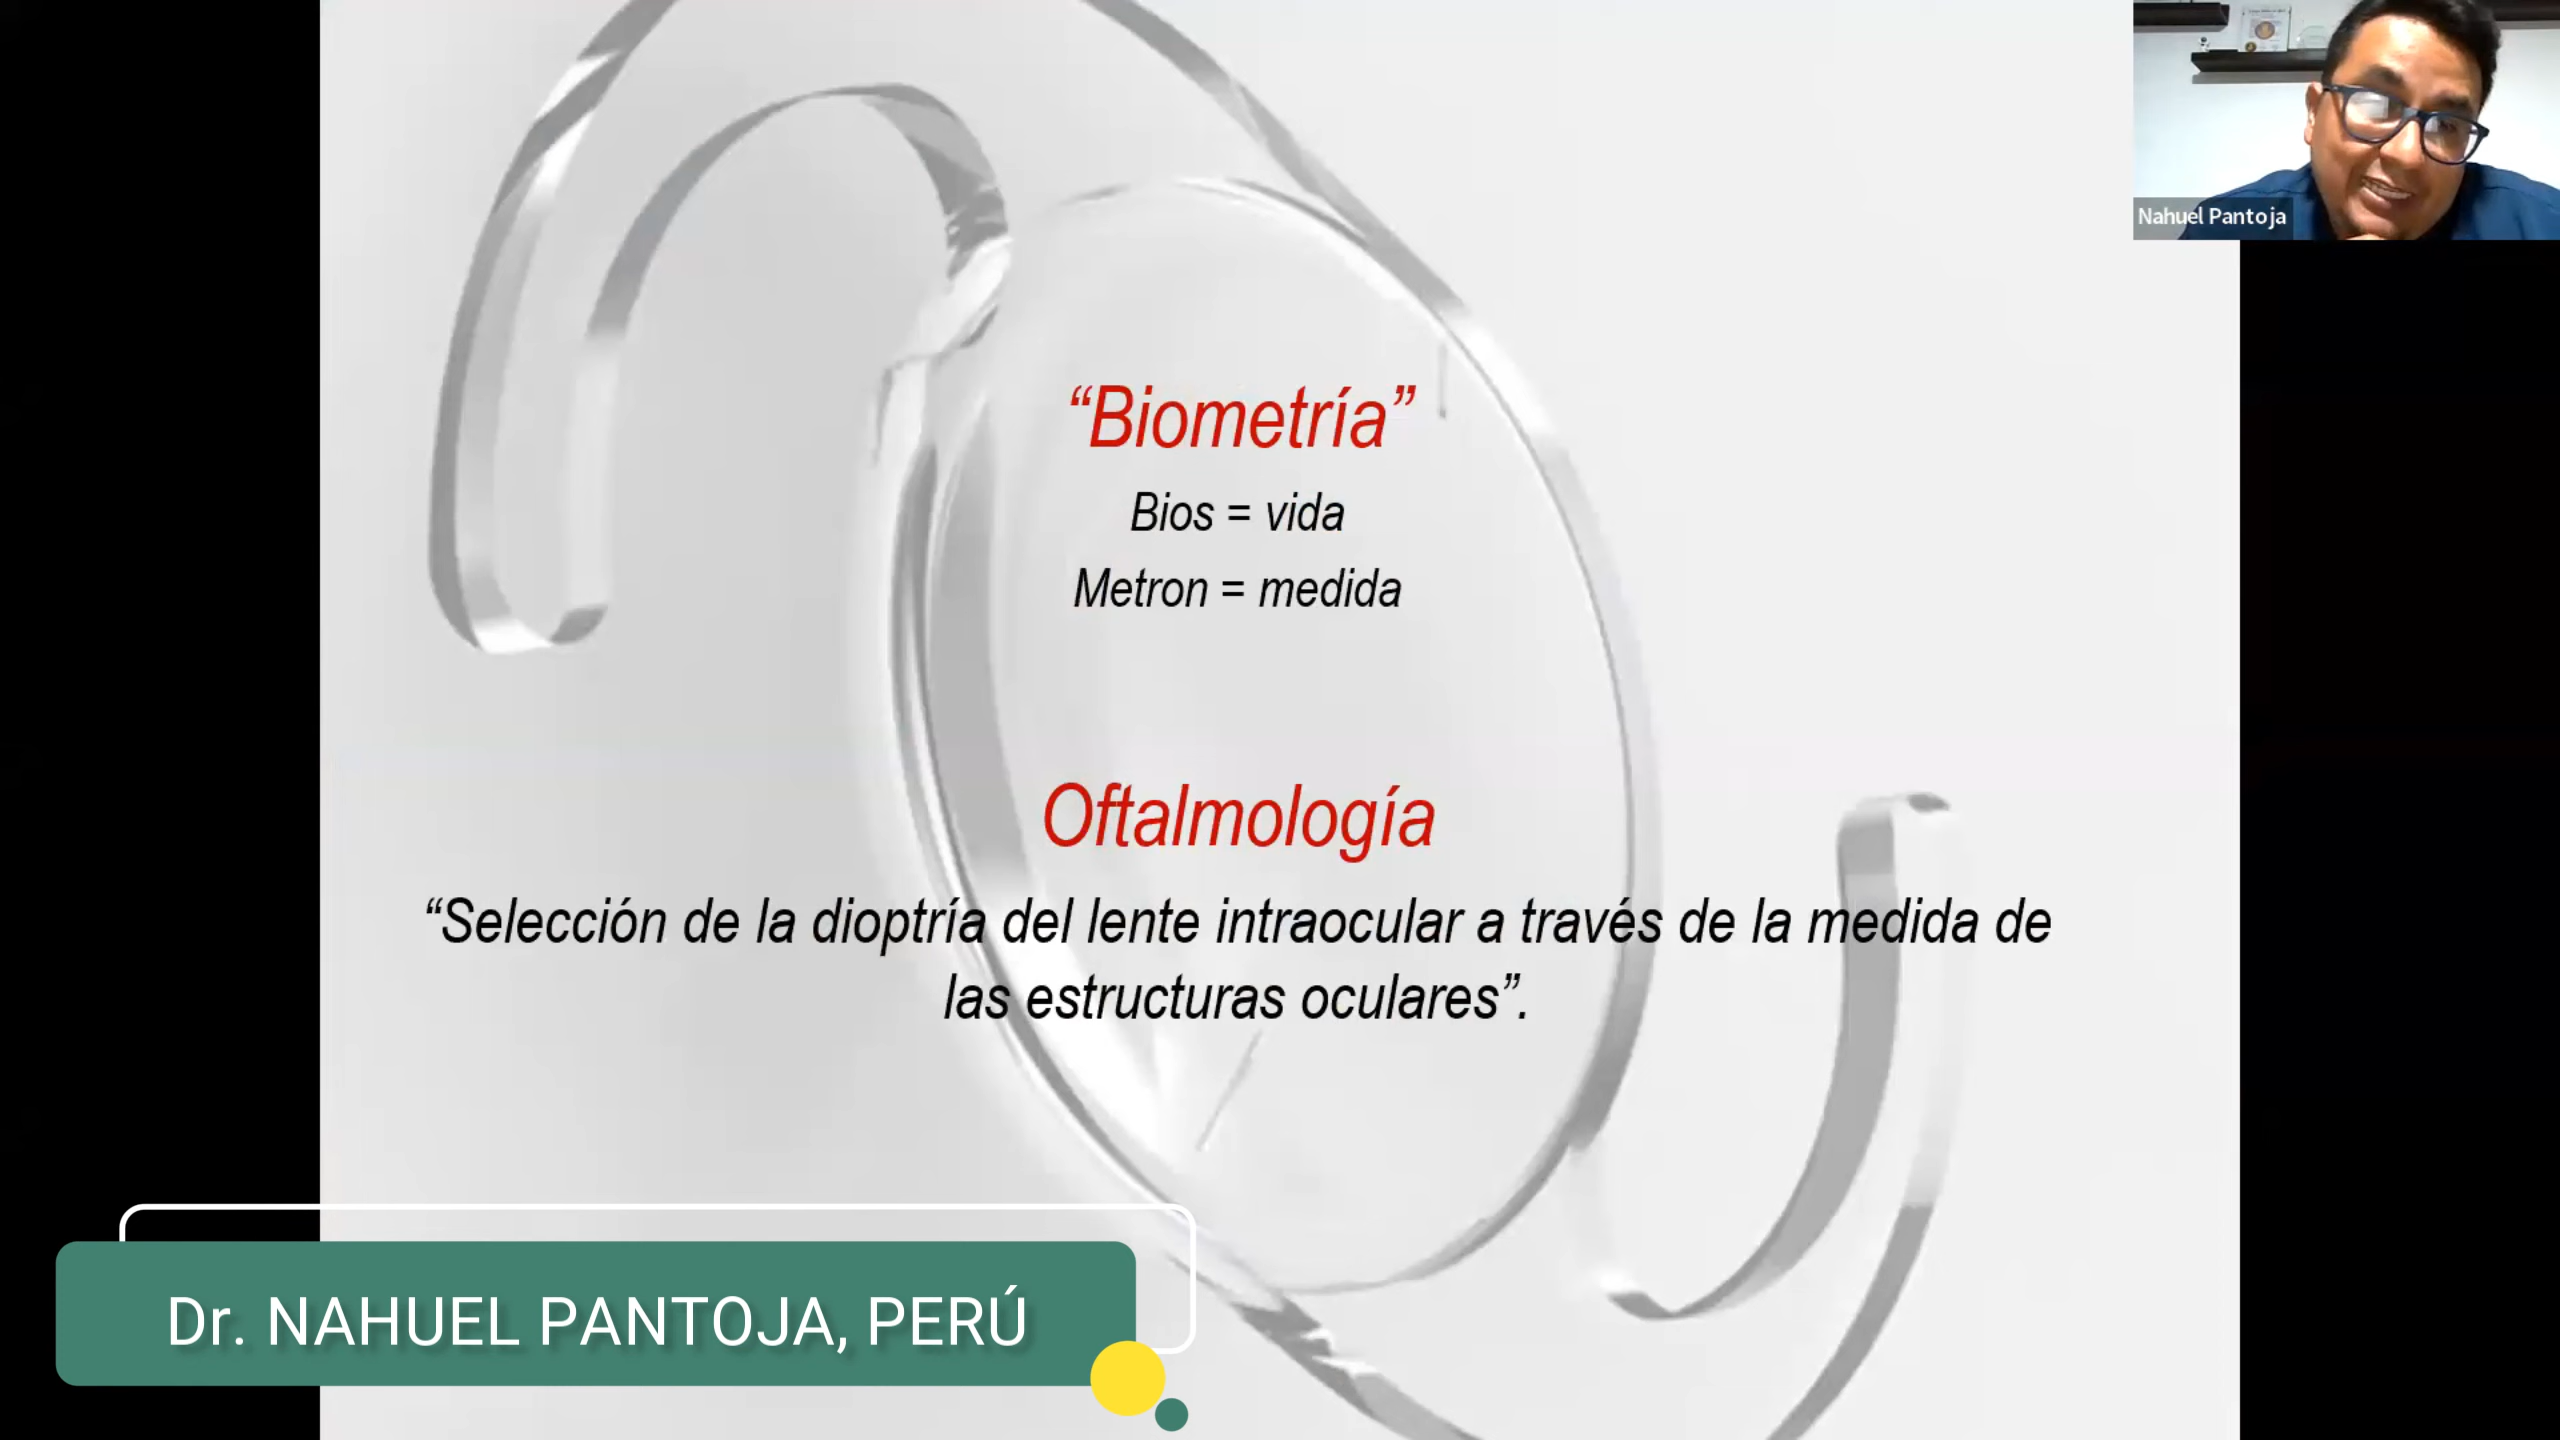 Nahuel Pantoja
“Biometría”
Bios = vida
Metron = medida
Oftalmología
“Selección de la dioptría del lente intraocular a través de la medida de
las estructuras oculares”.
Dr. NAHUEL PANTOJA, PERÚ